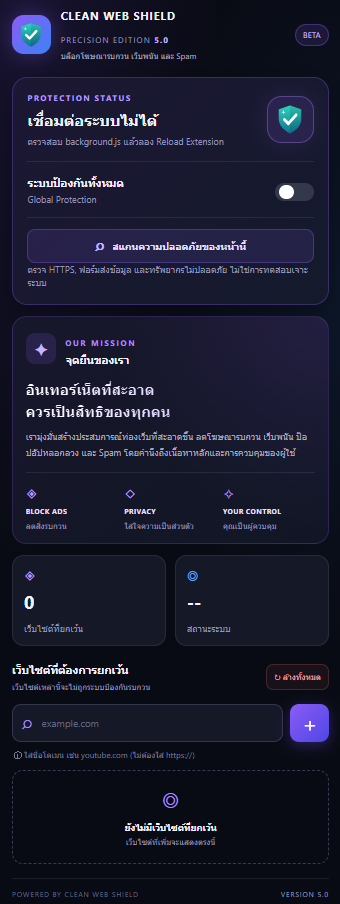 CLEAN WEB SHIELD
PRECISION EDITION 5.0
บล็อกโฆษณารบกวน เว็บพนัน และ Spam
BETA
PROTECTION STATUS
เชื่อมต่อระบบไม่ได้
ตรวจสอบ background.js แล้วลอง Reload Extension
ระบบป้องกันทั้งหมด
Global Protection
สแกนความปลอดภัยของหน้านี้
ตรวจ HTTPS, ฟอร์มส่งข้อมูล และทรัพยากรไม่ปลอดภัย ไม่ใช่การทดสอบเจาะ
ระบบ
OUR MISSION
จุดยืนของเรา
อินเทอร์เน็ตที่สะอาด
ควรเป็นสิทธิของทุกคน
เรามุ่งมั่นสร้างประสบการณ์ท่องเว็บที่สะอาดขึ้น ลดโฆษณารบกวน เว็บพนัน ป๊อ
ปอัปหลอกลวง และ Spam โดยคำนึงถึงเนื้อหาหลักและการควบคุมของผู้ใช้
BLOCK ADS
ลดสิ่งรบกวน
PRIVACY
ใส่ใจความเป็นส่วนตัว
YOUR CONTROL
คุณเป็นผู้ควบคุม
0
เว็บไซต์ที่ยกเว้น
--
สถานะระบบ
เว็บไซต์ที่ต้องการยกเว้น
เว็บไซต์เหล่านี้จะไม่ถูกระบบป้องกันรบกวน
↻ ล้างทั้งหมด
example.com
+
ⓘ ใส่ชื่อโดเมน เช่น youtube.com (ไม่ต้องใส่ https://)
ยังไม่มีเว็บไซต์ที่ยกเว้น
เว็บไซต์ที่เพิ่มจะแสดงตรงนี้
POWERED BY CLEAN WEB SHIELD
VERSION 5.0